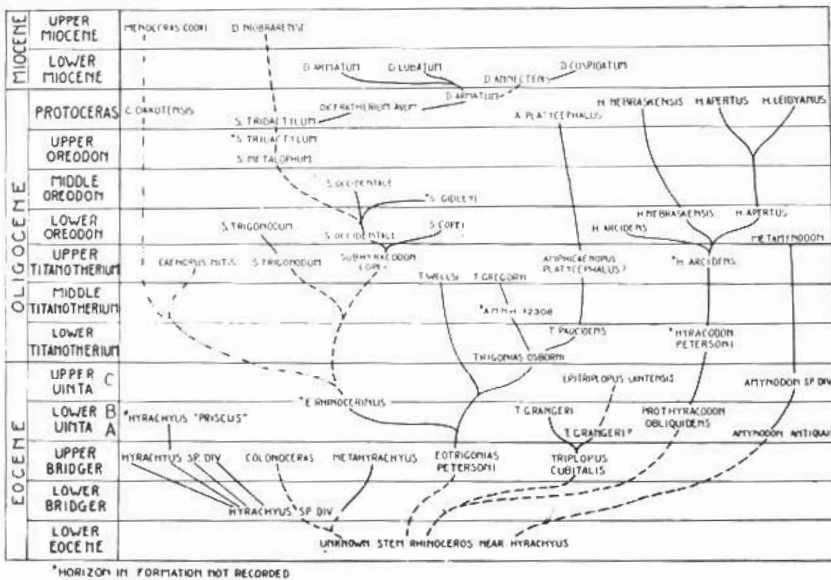 MIOCENE
UPPER MIOCENE
MENOCERAS COOKI
D. NIOBRARENSE
LOWER MIOCENE
D. ARMATUM
D. LUBATUM
D. ANNECTENS
D. CUSPIDATUM
OLIGOCENE
PROTOCERAS
C. DAKOTENSIS
S. TRIDACTYLUM
DICERATHERIUM AVUM
D. ARMATUM
A. PLATYCEPHALUS
H. NEBRASKENSIS
H. APERTUS
H. LEIDYANUS
UPPER OREODON
*S. TRIDACTYLUM
S. METALOPHUM
MIDDLE OREODON
S. OCCIDENTALE
*S. GIDLEYI
LOWER OREODON
S. TRIGONODUM
S. OCCIDENTALE
S. COPEI
H. ARCIDENS
H. NEBRASKENSIS
H. APERTUS
METAMYNODON
UPPER TITANOTHERIUM
CAENOPUS MITIS
S. TRIGONODUM
SUBHYRACODON COPEI
T. WELLSI
T. GREGORII
AMPHICAENOPUS PLATYCEPHALUS?
*H. ARCIDENS
MIDDLE TITANOTHERIUM
*A.M.N.H. 12308
LOWER TITANOTHERIUM
T. PAUCIDENS
TRIGONIAS OSBORNI
*HYRACODON PETERSONI
EOCENE
UPPER UINTA C
*E. RHINOCERINUS
EPITRIPLOPUS UINTENSIS
AMYNODON SP DIV
LOWER UINTA B A
*HYRACHYUS "PRISCUS"
T. GRANGERI
T. GRANGERI?
PROTHYRACODON OBLIQUIDENS
AMYNODON ANTIQUUS
UPPER BRIDGER
HYRACHYUS SP. DIV
COLONOCERAS
METAHYRACHYUS
EOTRIGONIAS PETERSONI
TRIPLOPUS CUBITALIS
LOWER BRIDGER
HYRACHYUS SP DIV
LOWER EOCENE
UNKNOWN STEM RHINOCEROS NEAR HYRACHYUS
*HORIZON IN FORMATION NOT RECORDED